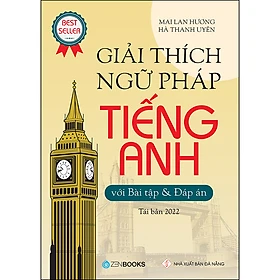 BEST
SELLER
MAI LAN HƯƠNG
HÀ THANH UYÊN
GIẢI THÍCH
NGỮ PHÁP
TIẾNG
ANH
với Bài tập & Đáp án
Tái bản 2022
ZENBOOKS
NHÀ XUẤT BẢN ĐÀ NẴNG